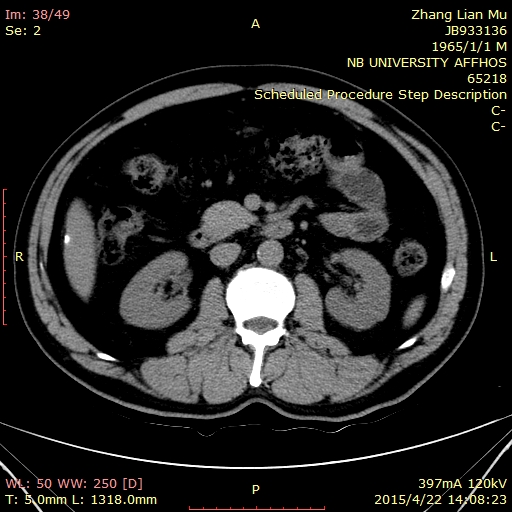 Im: 38/49
Se: 2
A
Zhang Lian Mu
JB933136
1965/1/1 M
NB UNIVERSITY AFFHOS
65218
Scheduled Procedure Step Description
C-
C-
R
L
WL: 50 WW: 250 [D]
T: 5.0mm L: 1318.0mm
P
397mA 120kV
2015/4/22 14:08:23